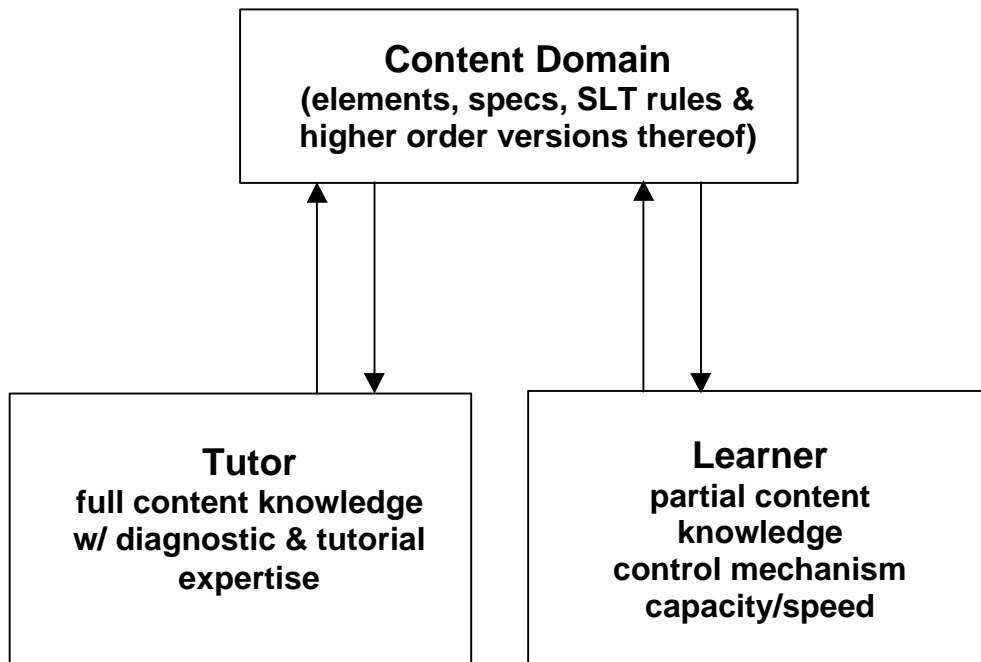 Content Domain
(elements, specs, SLT rules &
higher order versions thereof)
Tutor
full content knowledge
w/ diagnostic & tutorial
expertise
Learner
partial content
knowledge
control mechanism
capacity/speed